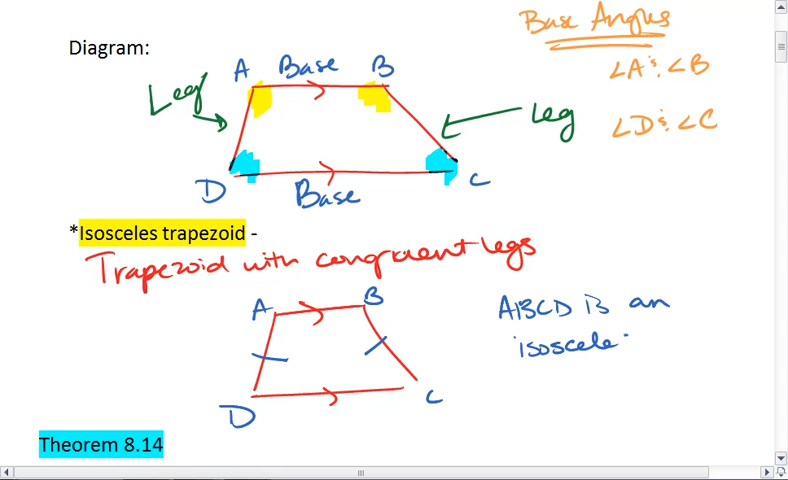 Diagram:
Base Angles
∠A's. ∠B
∠D's. ∠C
A Base B
Leg
Leg
D Base C
*Isosceles trapezoid -
Trapezoid with congruent legs
A B
D C
ABCD is an
isoscele
Theorem 8.14